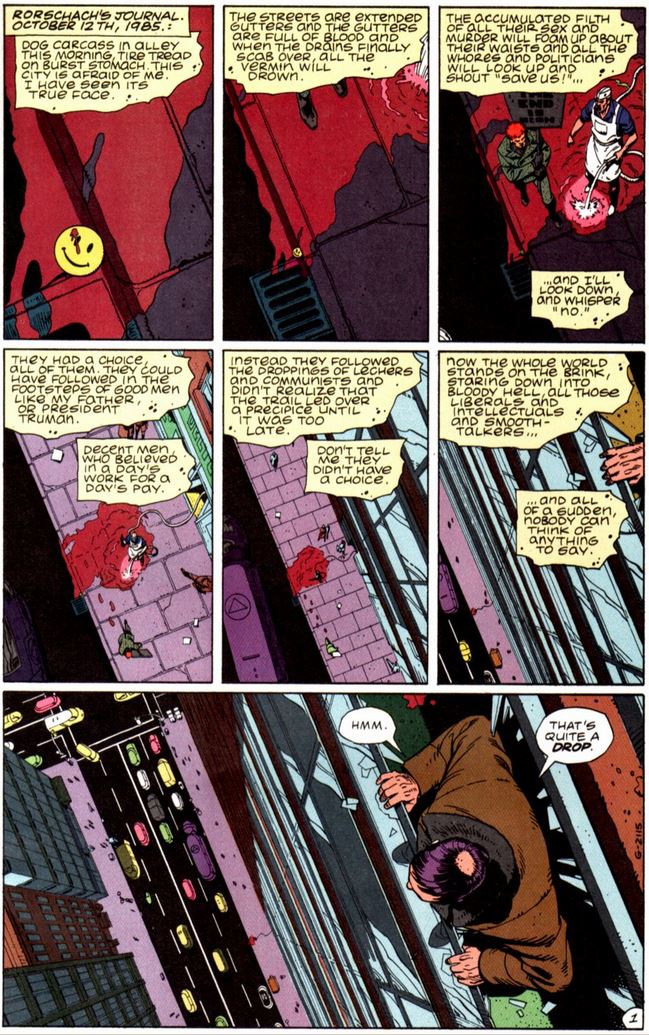 RORSCHACH'S JOURNAL.
OCTOBER 12TH, 1985.:
DOG CARCASS IN ALLEY
THIS MORNING, TIRE TREAD
ON BURST STOMACH. THIS
CITY IS AFRAID OF ME.
I HAVE SEEN ITS
TRUE FACE.
THE STREETS ARE EXTENDED
GUTTERS AND THE GUTTERS
ARE FULL OF BLOOD AND
WHEN THE DRAINS FINALLY
SCAB OVER, ALL THE
VERMIN WILL
DROWN.
THE ACCUMULATED FILTH
OF ALL THEIR SEX AND
MURDER WILL FOAM UP ABOUT
THEIR WAISTS AND ALL THE
WHORES AND POLITICIANS
WILL LOOK UP AND
SHOUT "SAVE US!"...
THE
END
IS
NIGH
...AND I'LL
LOOK DOWN,
AND WHISPER
"NO."
THEY HAD A CHOICE,
ALL OF THEM. THEY COULD
HAVE FOLLOWED IN THE
FOOTSTEPS OF GOOD MEN
LIKE MY FATHER,
OR PRESIDENT
TRUMAN.
DECENT MEN,
WHO BELIEVED
IN A DAY'S
WORK FOR A
DAY'S PAY.
INSTEAD THEY FOLLOWED
THE DROPPINGS OF LECHERS
AND COMMUNISTS AND
DIDN'T REALIZE THAT
THE TRAIL LED OVER
A PRECIPICE UNTIL
IT WAS TOO
LATE.
DON'T TELL
ME THEY
DIDN'T HAVE
A CHOICE.
NOW THE WHOLE WORLD
STANDS ON THE BRINK,
STARING DOWN INTO
BLOODY HELL, ALL THOSE
LIBERALS AND
INTELLECTUALS
AND SMOOTH-
TALKERS...
...AND ALL
OF A SUDDEN,
NOBODY CAN
THINK OF
ANYTHING
TO SAY.
HMM.
THAT'S
QUITE A
DROP.
G-2115
1